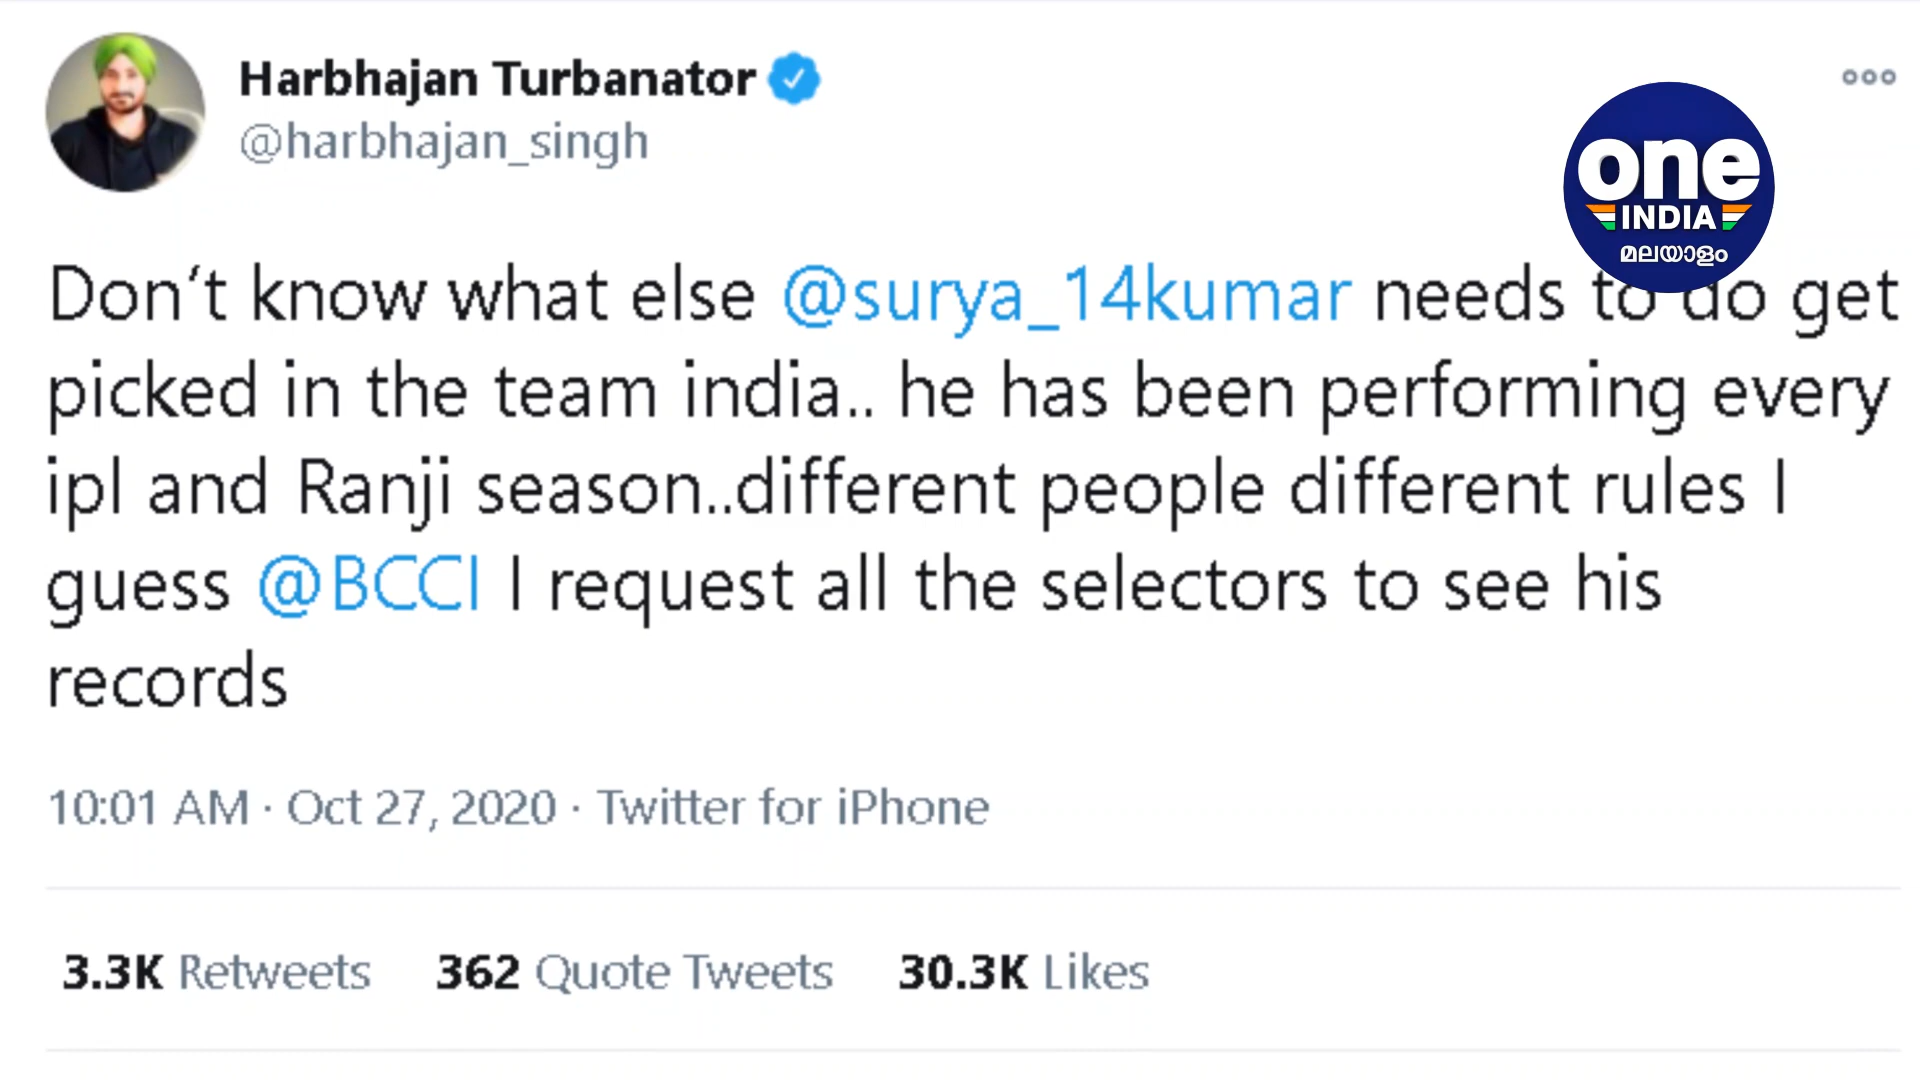 Harbhajan Turbanator
@harbhajan_singh
one
INDIA
മലയാളം
Don‘t know what else @surya_14kumar needs to do get
picked in the team india.. he has been performing every
ipl and Ranji season..different people different rules I
guess @BCCI I request all the selectors to see his
records
10:01 AM · Oct 27, 2020 · Twitter for iPhone
3.3K Retweets 362 Quote Tweets 30.3K Likes